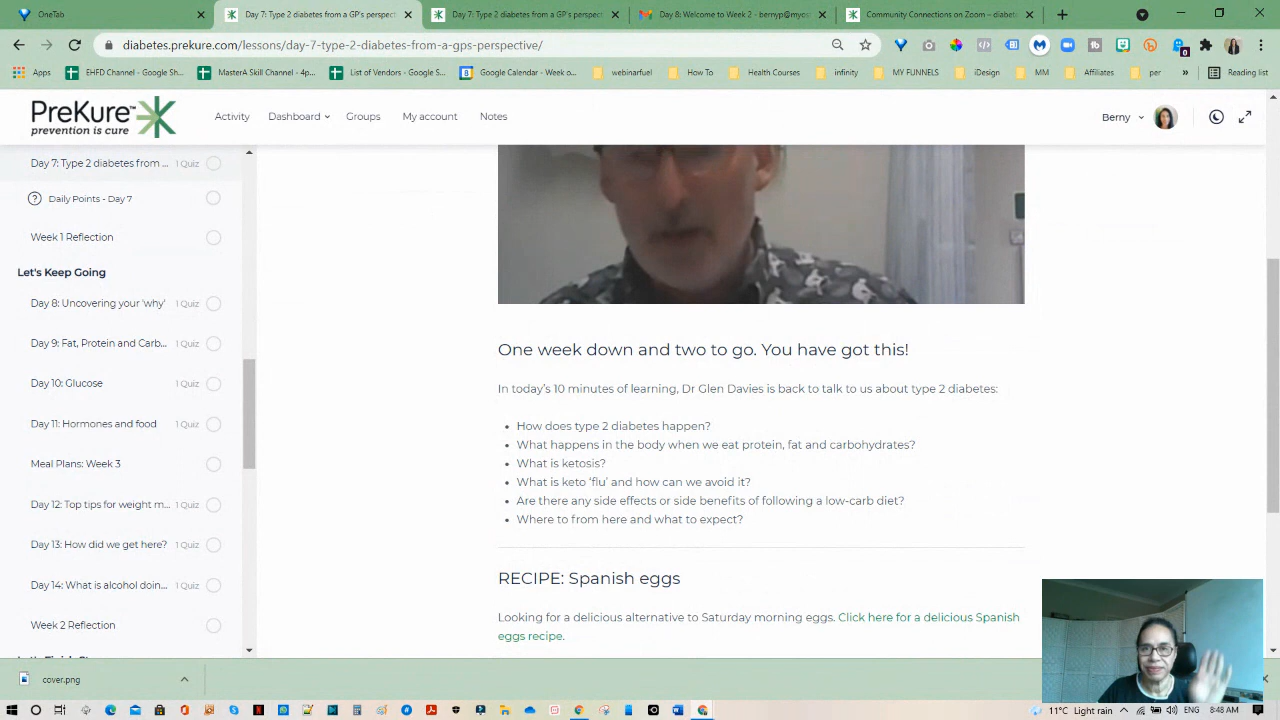 OneTab
Day 7: Type 2 diabetes from a GP's perspect
Day 7: Type 2 diabetes from a GP's perspect
Day 8: Welcome to Week 2 - bernyp@myos
Community Connections on Zoom – diabete
diabetes.prekure.com/lessons/day-7-type-2-diabetes-from-a-gps-perspective/
Apps
EHFD Channel - Google Sh...
MasterA Skill Channel - 4p...
List of Vendors - Google S...
Google Calendar - Week o...
webinarfuel
How To
Health Courses
infinity
MY FUNNELS
iDesign
MM
Affiliates
per
»
Reading list
PreKure™
prevention is cure
Activity
Dashboard
Groups
My account
Notes
Berny
Day 7: Type 2 diabetes from ... 1 Quiz
Daily Points - Day 7
Week 1 Reflection
Let's Keep Going
Day 8: Uncovering your 'why' 1 Quiz
Day 9: Fat, Protein and Carb... 1 Quiz
Day 10: Glucose 1 Quiz
Day 11: Hormones and food 1 Quiz
Meal Plans: Week 3
Day 12: Top tips for weight m... 1 Quiz
Day 13: How did we get here? 1 Quiz
Day 14: What is alcohol doin... 1 Quiz
Week 2 Reflection
One week down and two to go. You have got this!
In today's 10 minutes of learning, Dr Glen Davies is back to talk to us about type 2 diabetes:
• How does type 2 diabetes happen?
• What happens in the body when we eat protein, fat and carbohydrates?
• What is ketosis?
• What is keto 'flu' and how can we avoid it?
• Are there any side effects or side benefits of following a low-carb diet?
• Where to from here and what to expect?
RECIPE: Spanish eggs
Looking for a delicious alternative to Saturday morning eggs. Click here for a delicious Spanish
eggs recipe.
cover.png
11°C Light rain
8:48 AM